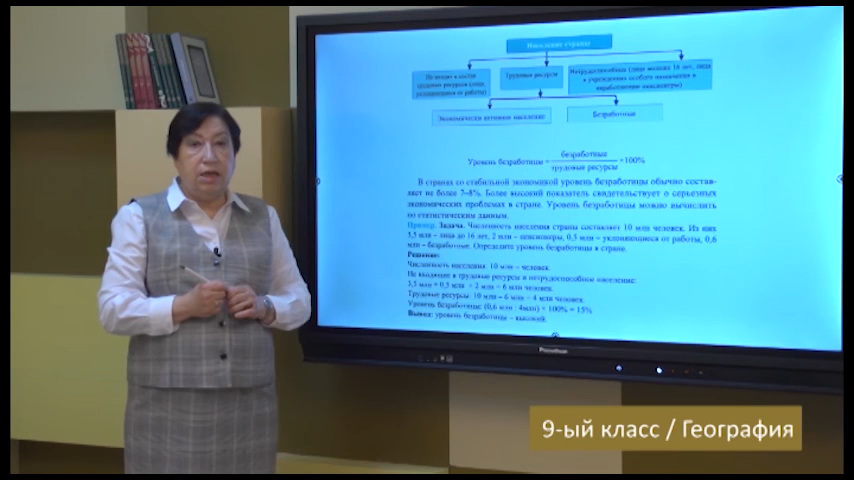 Население страны
Не входят в состав
трудовых ресурсов (лица,
уклоняющиеся от работы)
Трудовые ресурсы
Нетрудоспособные (лица моложе 16 лет, лица
в учреждениях особого назначения и
неработающие пенсионеры)
Экономически активное население
Безработные
Уровень безработицы = безработные
трудовые ресурсы ×100%
В странах со стабильной экономикой уровень безработицы обычно состав-
ляет не более 7–8%. Более высокий показатель свидетельствует о серьезных
экономических проблемах в стране. Уровень безработицы можно вычислить
по статистическим данным.
Пример. Задача. Численность населения страны составляет 10 млн человек. Из них
3,5 млн – лица до 16 лет, 2 млн – пенсионеры, 0,5 млн – уклоняющиеся от работы, 0,6
млн – безработные. Определите уровень безработицы в стране.
Решение:
Численность населения 10 млн – человек.
Не входящие в трудовые ресурсы и нетрудоспособное население:
3,5 млн + 0,5 млн + 2 млн = 6 млн человек.
Трудовые ресурсы: 10 млн – 6 млн = 4 млн человек.
Уровень безработицы: (0,6 млн : 4млн) × 100% = 15%
Вывод: уровень безработицы – высокий.
Promethean
9-ый класс / География